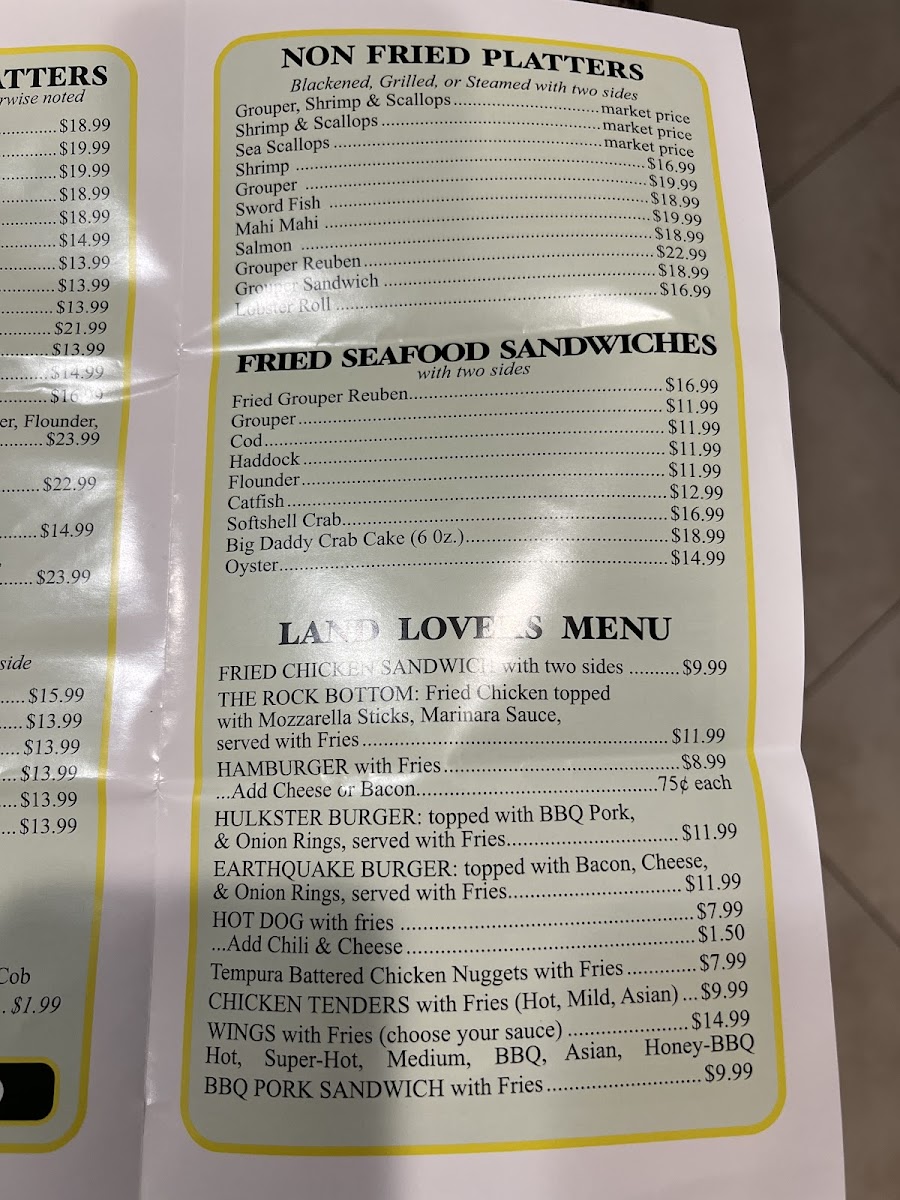 ATTERS
rwise noted
............$18.99
............$19.99
............$19.99
............$18.99
............$18.99
............$14.99
............$13.99
............$13.99
............$13.99
............$21.99
............$13.99
............$14.99
............$16.99
er, Flounder,
........$23.99
.......$22.99
.......$14.99
......$23.99
side
.....$15.99
.....$13.99
....$13.99
...$13.99
...$13.99
...$13.99
Cob
. $1.99
NON FRIED PLATTERS
Blackened, Grilled, or Steamed with two sides
Grouper, Shrimp & Scallops........................market price
Shrimp & Scallops....................................market price
Sea Scallops...........................................market price
Shrimp ..........................................................$16.99
Grouper .........................................................$19.99
Sword Fish .....................................................$18.99
Mahi Mahi ......................................................$19.99
Salmon ..........................................................$18.99
Grouper Reuben...............................................$22.99
Grouper Sandwich ............................................$18.99
Lobster Roll ....................................................$16.99
FRIED SEAFOOD SANDWICHES
with two sides
Fried Grouper Reuben..........................................$16.99
Grouper............................................................$11.99
Cod..................................................................$11.99
Haddock............................................................$11.99
Flounder...........................................................$11.99
Catfish..............................................................$12.99
Softshell Crab.....................................................$16.99
Big Daddy Crab Cake (6 0z.)...................................$18.99
Oyster...............................................................$14.99
LAND LOVERS MENU
FRIED CHICKEN SANDWICH with two sides ..........$9.99
THE ROCK BOTTOM: Fried Chicken topped
with Mozzarella Sticks, Marinara Sauce,
served with Fries..................................................$11.99
HAMBURGER with Fries.......................................$8.99
...Add Cheese or Bacon.......................................75¢ each
HULKSTER BURGER: topped with BBQ Pork,
& Onion Rings, served with Fries............................$11.99
EARTHQUAKE BURGER: topped with Bacon, Cheese,
& Onion Rings, served with Fries............................$11.99
HOT DOG with fries ..............................................$7.99
...Add Chili & Cheese............................................$1.50
Tempura Battered Chicken Nuggets with Fries............$7.99
CHICKEN TENDERS with Fries (Hot, Mild, Asian) ...$9.99
WINGS with Fries (choose your sauce) ....................$14.99
Hot, Super-Hot, Medium, BBQ, Asian, Honey-BBQ
BBQ PORK SANDWICH with Fries..........................$9.99